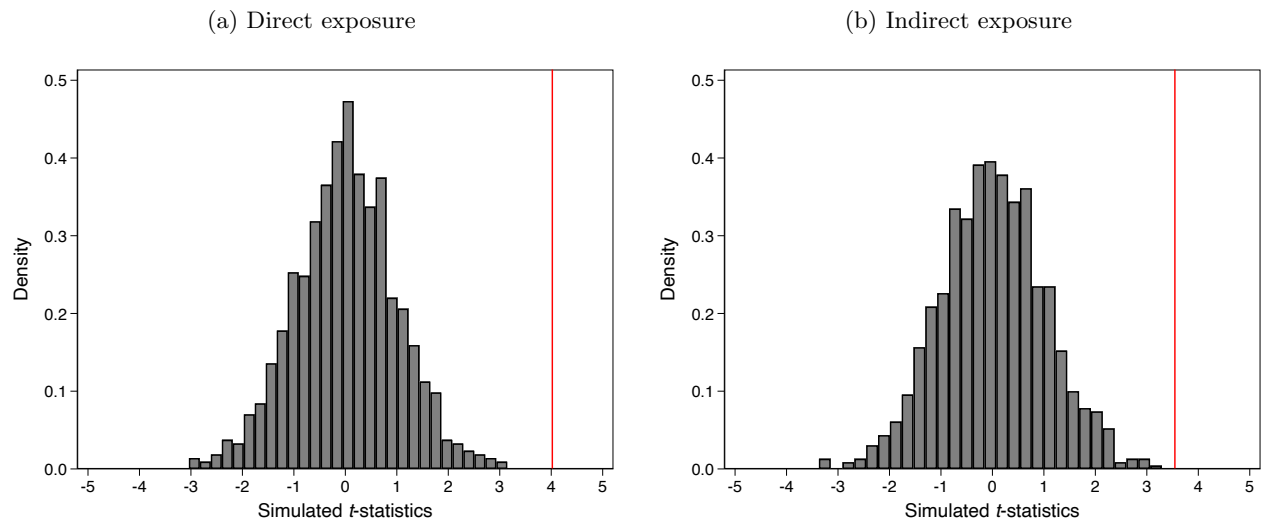 (a) Direct exposure
0.5
0.4
0.3
0.2
0.1
0.0
Density
-5 -4 -3 -2 -1 0 1 2 3 4 5
Simulated t-statistics
(b) Indirect exposure
0.5
0.4
0.3
0.2
0.1
0.0
Density
-5 -4 -3 -2 -1 0 1 2 3 4 5
Simulated t-statistics